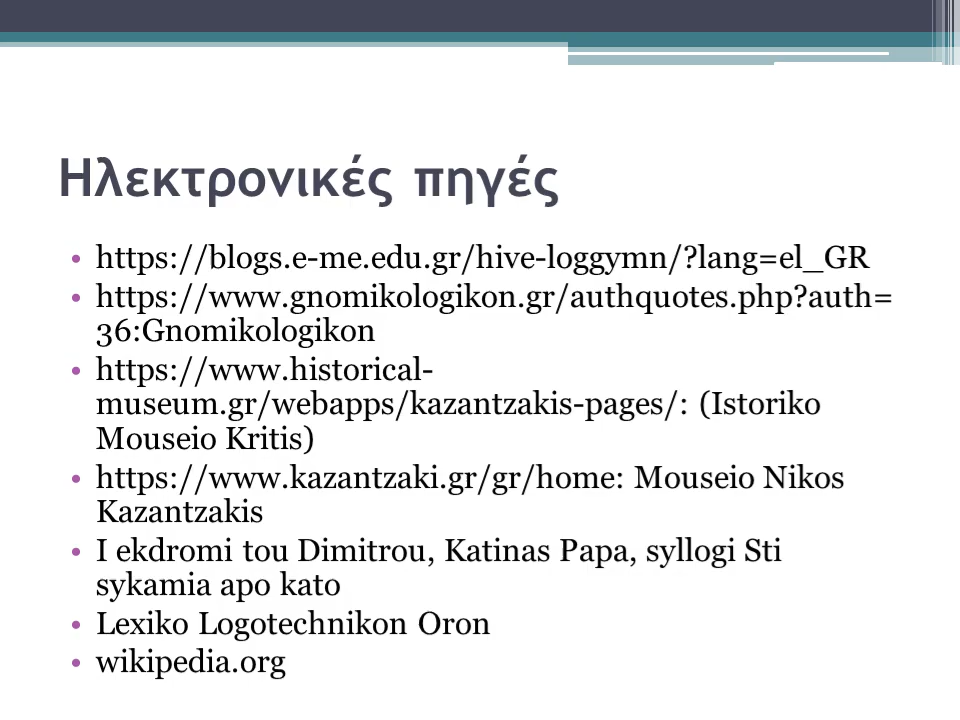 Ηλεκτρονικές πηγές
• https://blogs.e-me.edu.gr/hive-loggymn/?lang=el_GR
• https://www.gnomikologikon.gr/authquotes.php?auth=
36:Gnomikologikon
• https://www.historical-
museum.gr/webapps/kazantzakis-pages/: (Istoriko
Mouseio Kritis)
• https://www.kazantzaki.gr/gr/home: Mouseio Nikos
Kazantzakis
• I ekdromi tou Dimitrou, Katinas Papa, syllogi Sti
sykamia apo kato
• Lexiko Logotechnikon Oron
• wikipedia.org